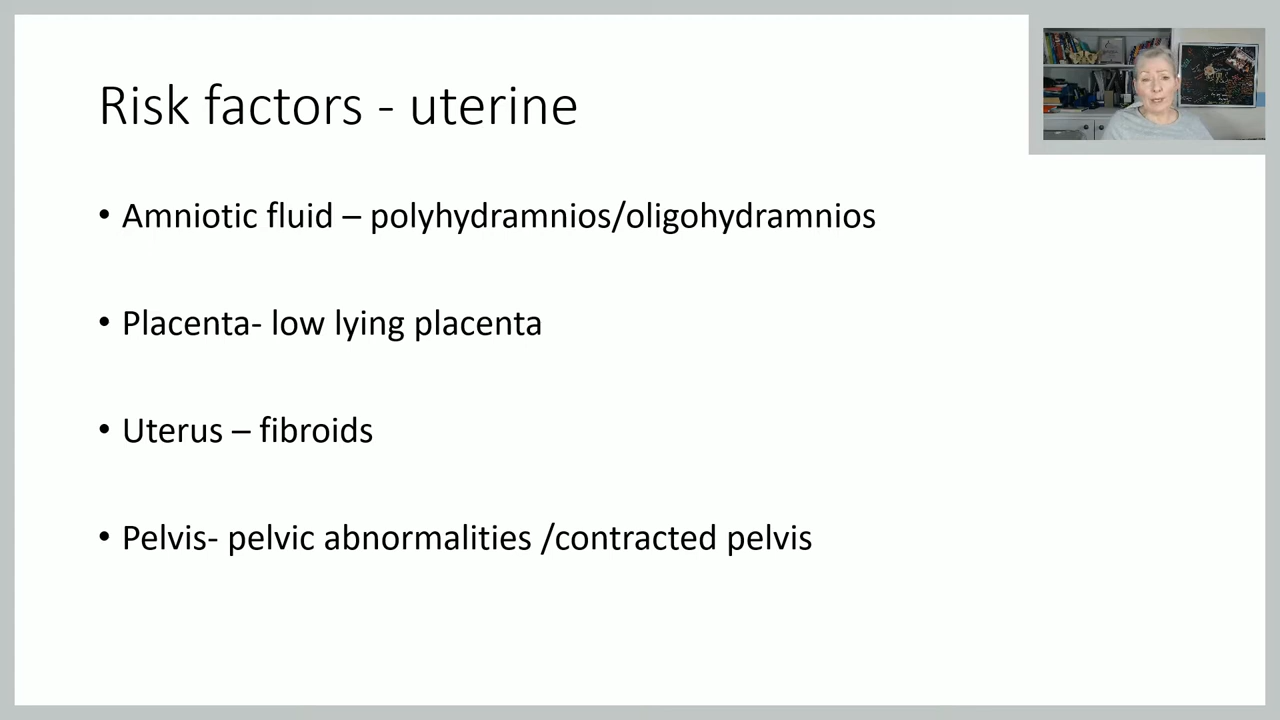 Risk factors - uterine
• Amniotic fluid – polyhydramnios/oligohydramnios
• Placenta- low lying placenta
• Uterus – fibroids
• Pelvis- pelvic abnormalities /contracted pelvis